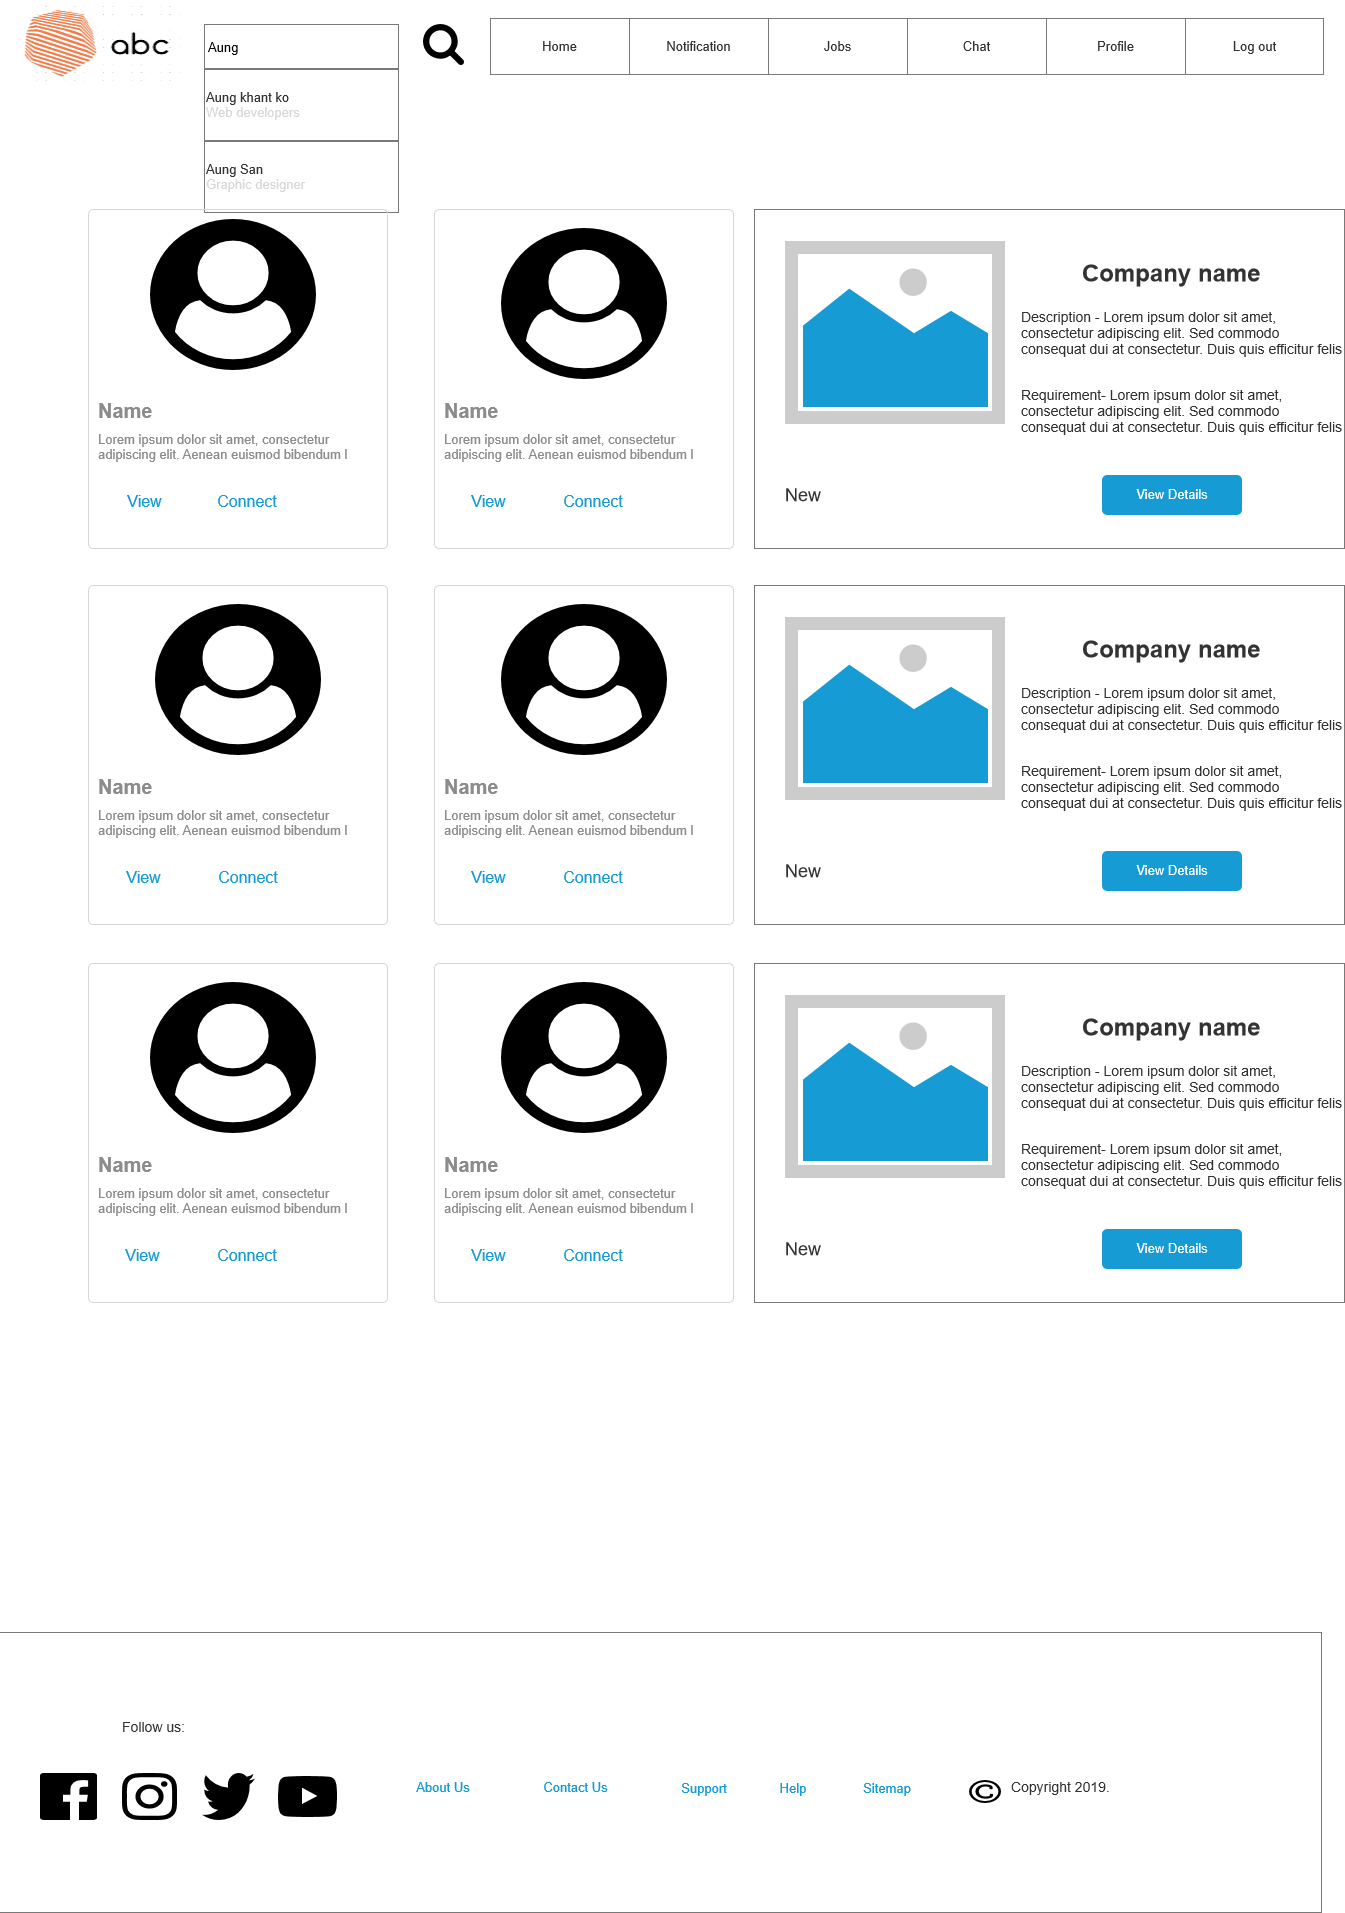 abc
Aung
Home
Notification
Jobs
Chat
Profile
Log out
Aung khant ko
Web developers
Aung San
Graphic designer
Name
Lorem ipsum dolor sit amet, consectetur
adipiscing elit. Aenean euismod bibendum l
View
Connect
Name
Lorem ipsum dolor sit amet, consectetur
adipiscing elit. Aenean euismod bibendum l
View
Connect
Company name
Description - Lorem ipsum dolor sit amet,
consectetur adipiscing elit. Sed commodo
consequat dui at consectetur. Duis quis efficitur felis
Requirement- Lorem ipsum dolor sit amet,
consectetur adipiscing elit. Sed commodo
consequat dui at consectetur. Duis quis efficitur felis
New
View Details
Name
Lorem ipsum dolor sit amet, consectetur
adipiscing elit. Aenean euismod bibendum l
View
Connect
Name
Lorem ipsum dolor sit amet, consectetur
adipiscing elit. Aenean euismod bibendum l
View
Connect
Company name
Description - Lorem ipsum dolor sit amet,
consectetur adipiscing elit. Sed commodo
consequat dui at consectetur. Duis quis efficitur felis
Requirement- Lorem ipsum dolor sit amet,
consectetur adipiscing elit. Sed commodo
consequat dui at consectetur. Duis quis efficitur felis
New
View Details
Name
Lorem ipsum dolor sit amet, consectetur
adipiscing elit. Aenean euismod bibendum l
View
Connect
Name
Lorem ipsum dolor sit amet, consectetur
adipiscing elit. Aenean euismod bibendum l
View
Connect
Company name
Description - Lorem ipsum dolor sit amet,
consectetur adipiscing elit. Sed commodo
consequat dui at consectetur. Duis quis efficitur felis
Requirement- Lorem ipsum dolor sit amet,
consectetur adipiscing elit. Sed commodo
consequat dui at consectetur. Duis quis efficitur felis
New
View Details
Follow us:
About Us
Contact Us
Support
Help
Sitemap
© Copyright 2019.